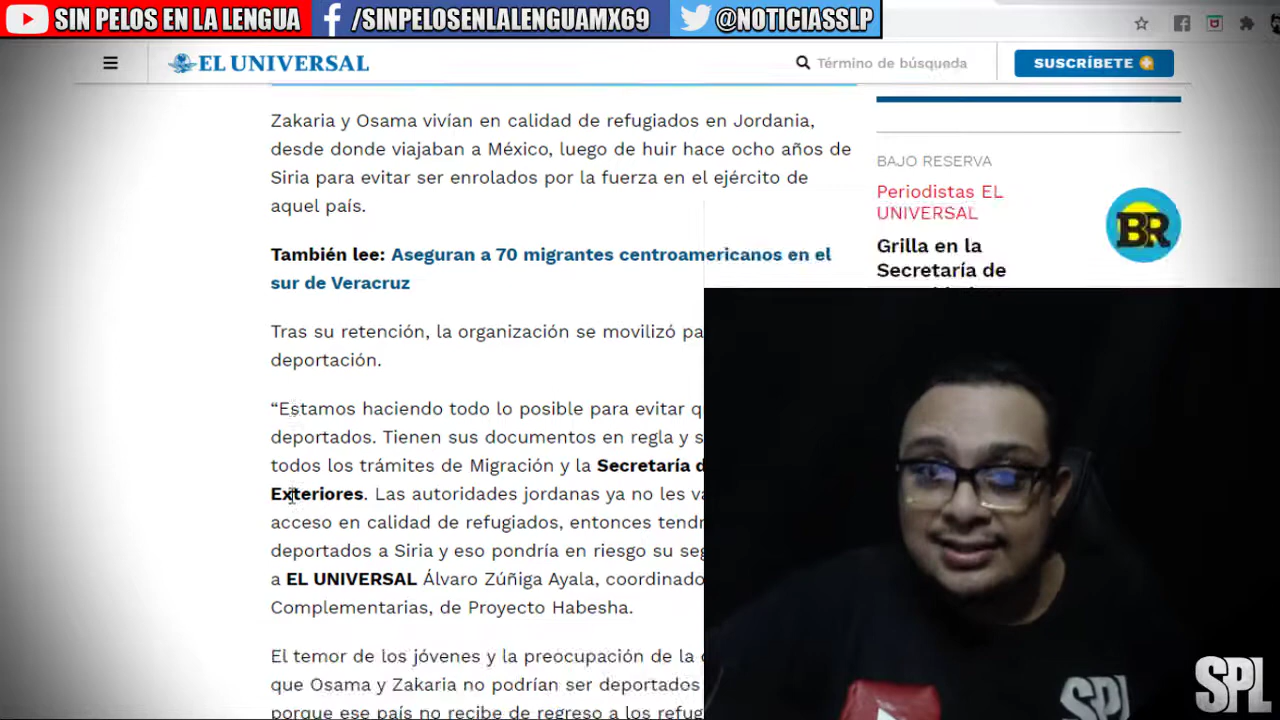 SIN PELOS EN LA LENGUA
/SINPELOSENLALENGUAMX69
@NOTICIASSLP
EL UNIVERSAL
Término de búsqueda
SUSCRÍBETE
Zakaria y Osama vivían en calidad de refugiados en Jordania,
desde donde viajaban a México, luego de huir hace ocho años de
Siria para evitar ser enrolados por la fuerza en el ejército de
aquel país.
También lee: Aseguran a 70 migrantes centroamericanos en el
sur de Veracruz
Tras su retención, la organización se movilizó
deportación.
“Estamos haciendo todo lo posible para evitar
deportados. Tienen sus documentos en regla y
todos los trámites de Migración y la Secretaría
Exteriores. Las autoridades jordanas ya no les
acceso en calidad de refugiados, entonces
deportados a Siria y eso pondría en riesgo su
a EL UNIVERSAL Álvaro Zúñiga Ayala,
Complementarias, de Proyecto Habesha.
El temor de los jóvenes y la preocupación de la
que Osama y Zakaria no podrían ser deportados
porque ese país no recibe de regreso a los
BAJO RESERVA
Periodistas EL
UNIVERSAL
Grilla en la
Secretaría de
BR
SPL
SPL